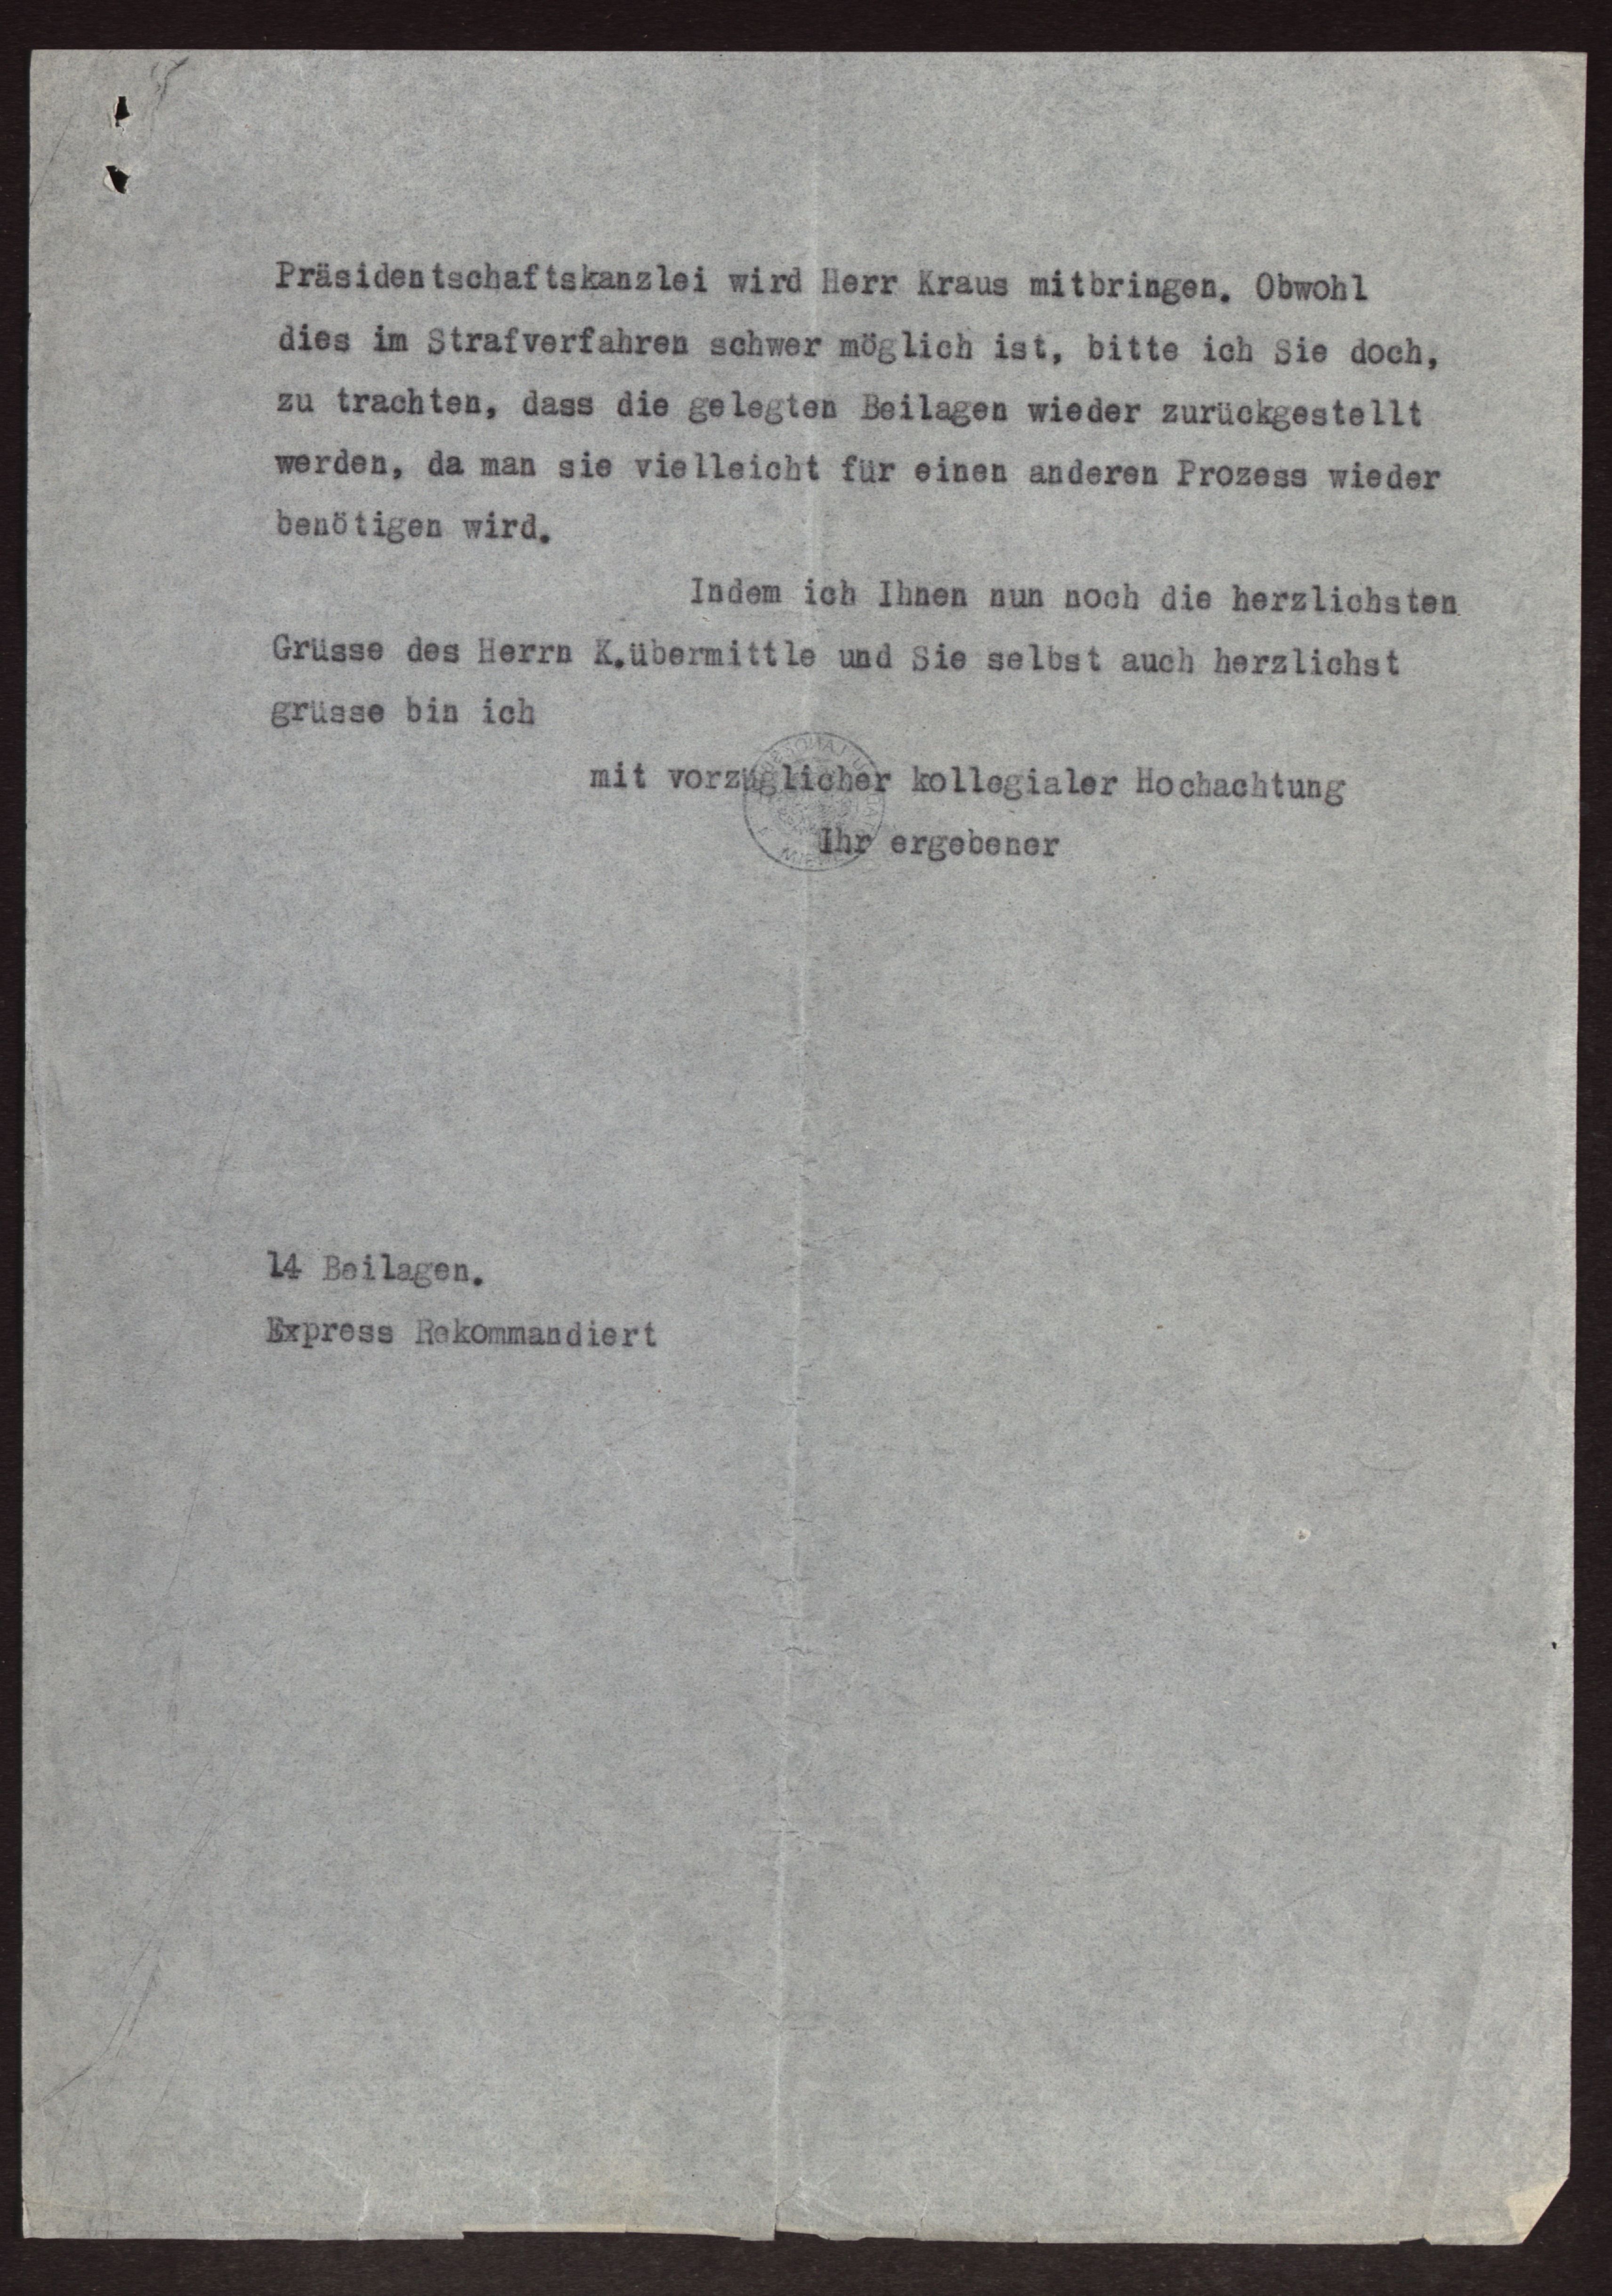 Präsidentschaftskanzlei wird Herr Kraus mitbringen. Obwohl
dies im Strafverfahren schwer möglich ist, bitte ich Sie doch,
zu trachten, dass die gelegten Beilagen wieder zurückgestellt
werden, da man sie vielleicht für einen anderen Prozess wieder
benötigen wird.
Indem ich Ihnen nun noch die herzlichsten
Grüsse des Herrn K.übermittle und Sie selbst auch herzlichst
grüsse bin ich
mit vorzüglicher kollegialer Hochachtung
Ihr ergebener
14 Beilagen.
Express Rekommandiert